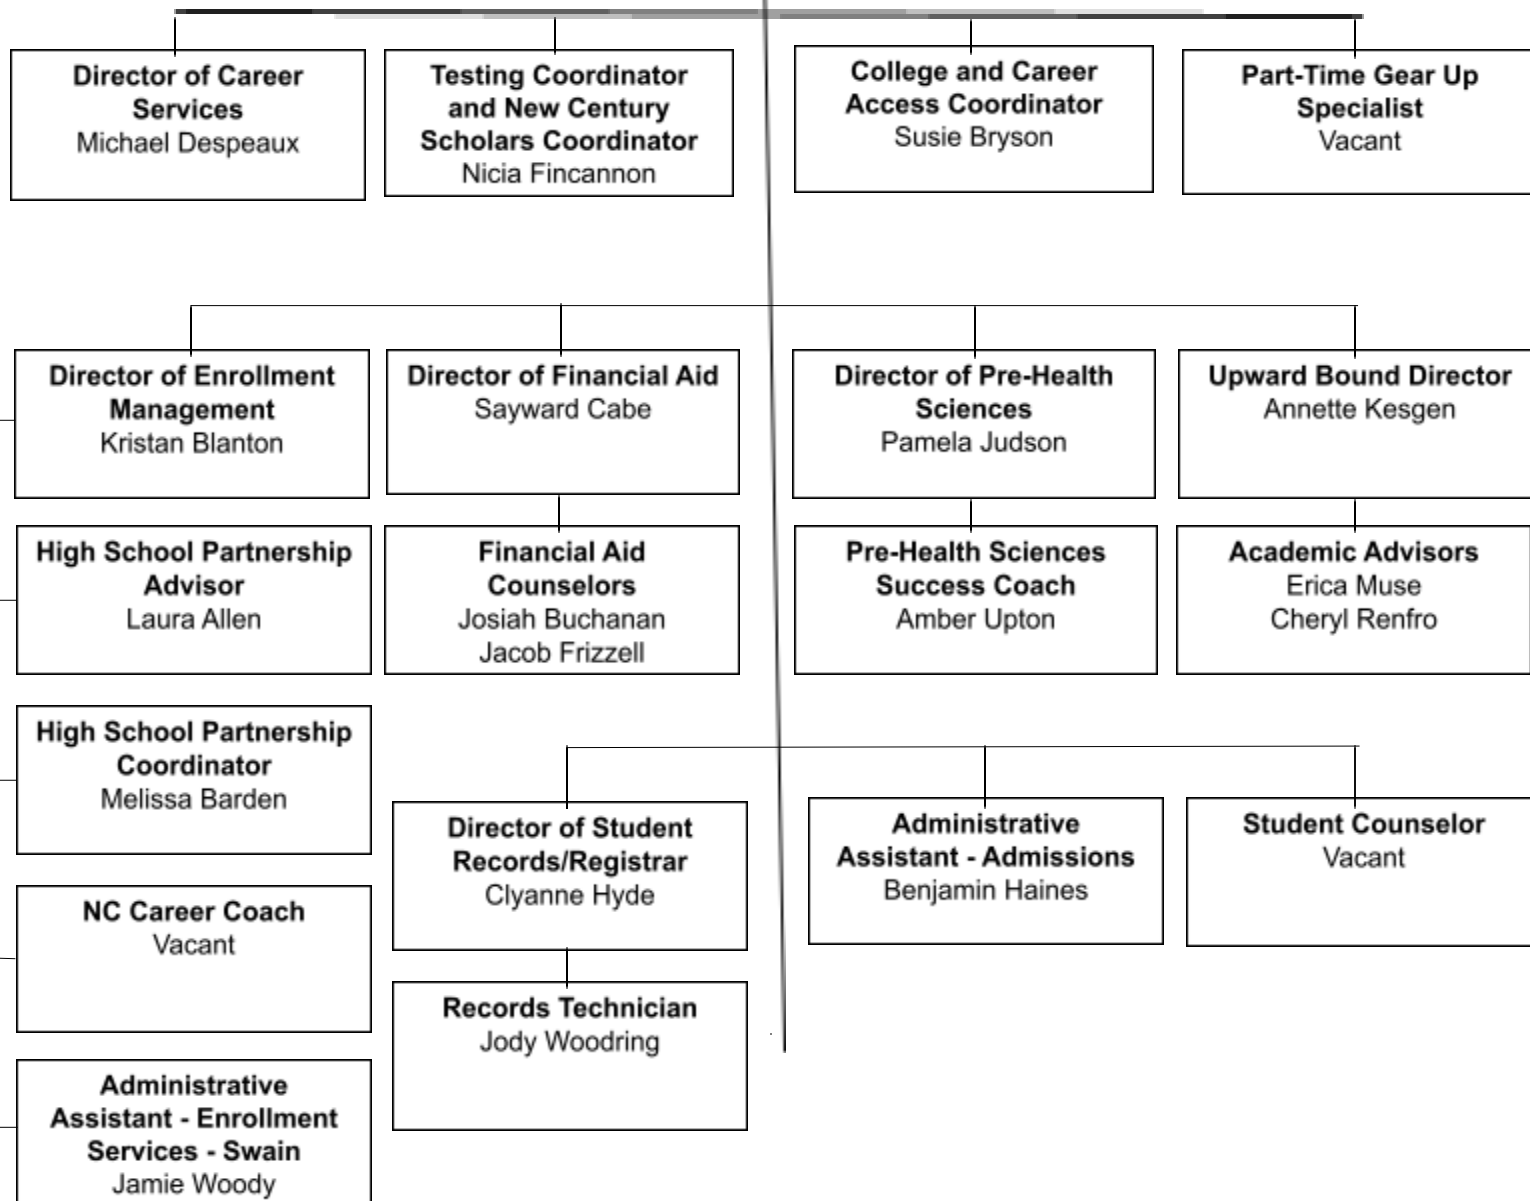 Director of Career
Services
Michael Despeaux
Testing Coordinator
and New Century
Scholars Coordinator
Nicia Fincannon
College and Career
Access Coordinator
Susie Bryson
Part-Time Gear Up
Specialist
Vacant
Director of Enrollment
Management
Kristan Blanton
Director of Financial Aid
Sayward Cabe
Director of Pre-Health
Sciences
Pamela Judson
Upward Bound Director
Annette Kesgen
High School Partnership
Advisor
Laura Allen
Financial Aid
Counselors
Josiah Buchanan
Jacob Frizzell
Pre-Health Sciences
Success Coach
Amber Upton
Academic Advisors
Erica Muse
Cheryl Renfro
High School Partnership
Coordinator
Melissa Barden
Director of Student
Records/Registrar
Clyanne Hyde
Administrative
Assistant - Admissions
Benjamin Haines
Student Counselor
Vacant
NC Career Coach
Vacant
Records Technician
Jody Woodring
Administrative
Assistant - Enrollment
Services - Swain
Jamie Woody